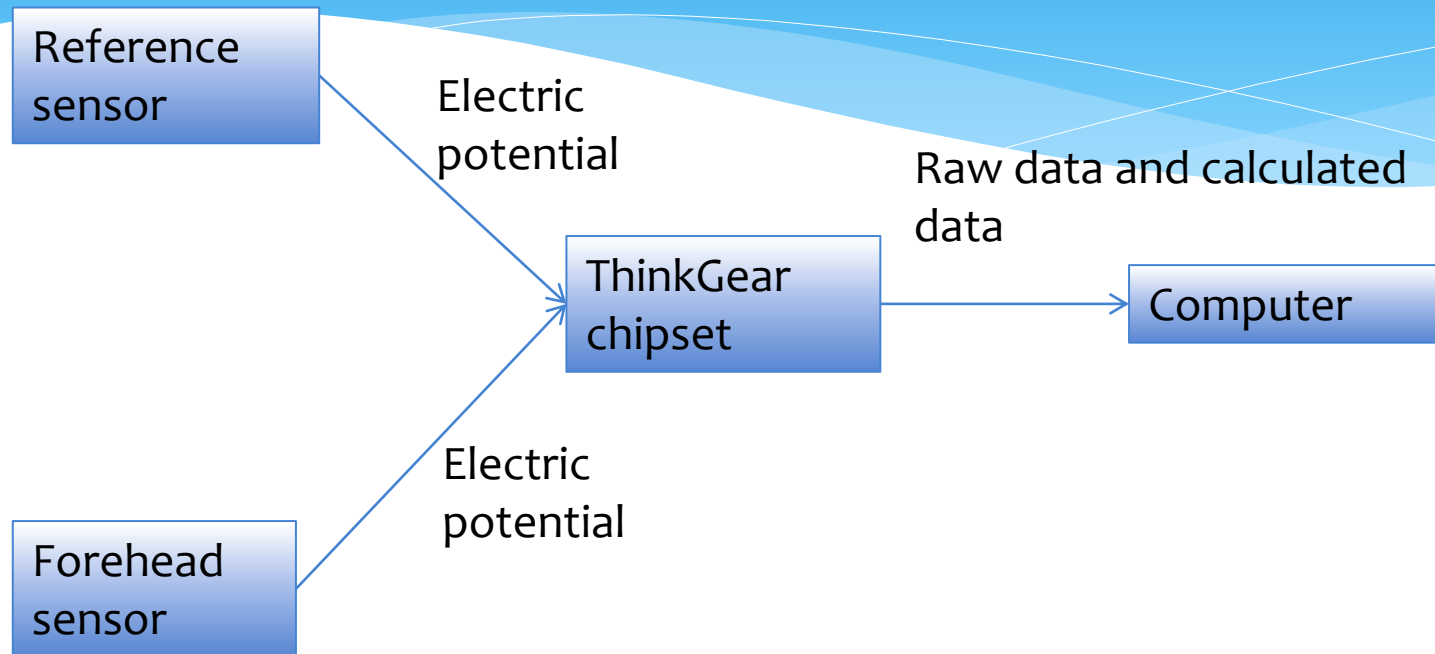 Reference
sensor
Electric
potential
Raw data and calculated
data
ThinkGear
chipset
Computer
Electric
potential
Forehead
sensor